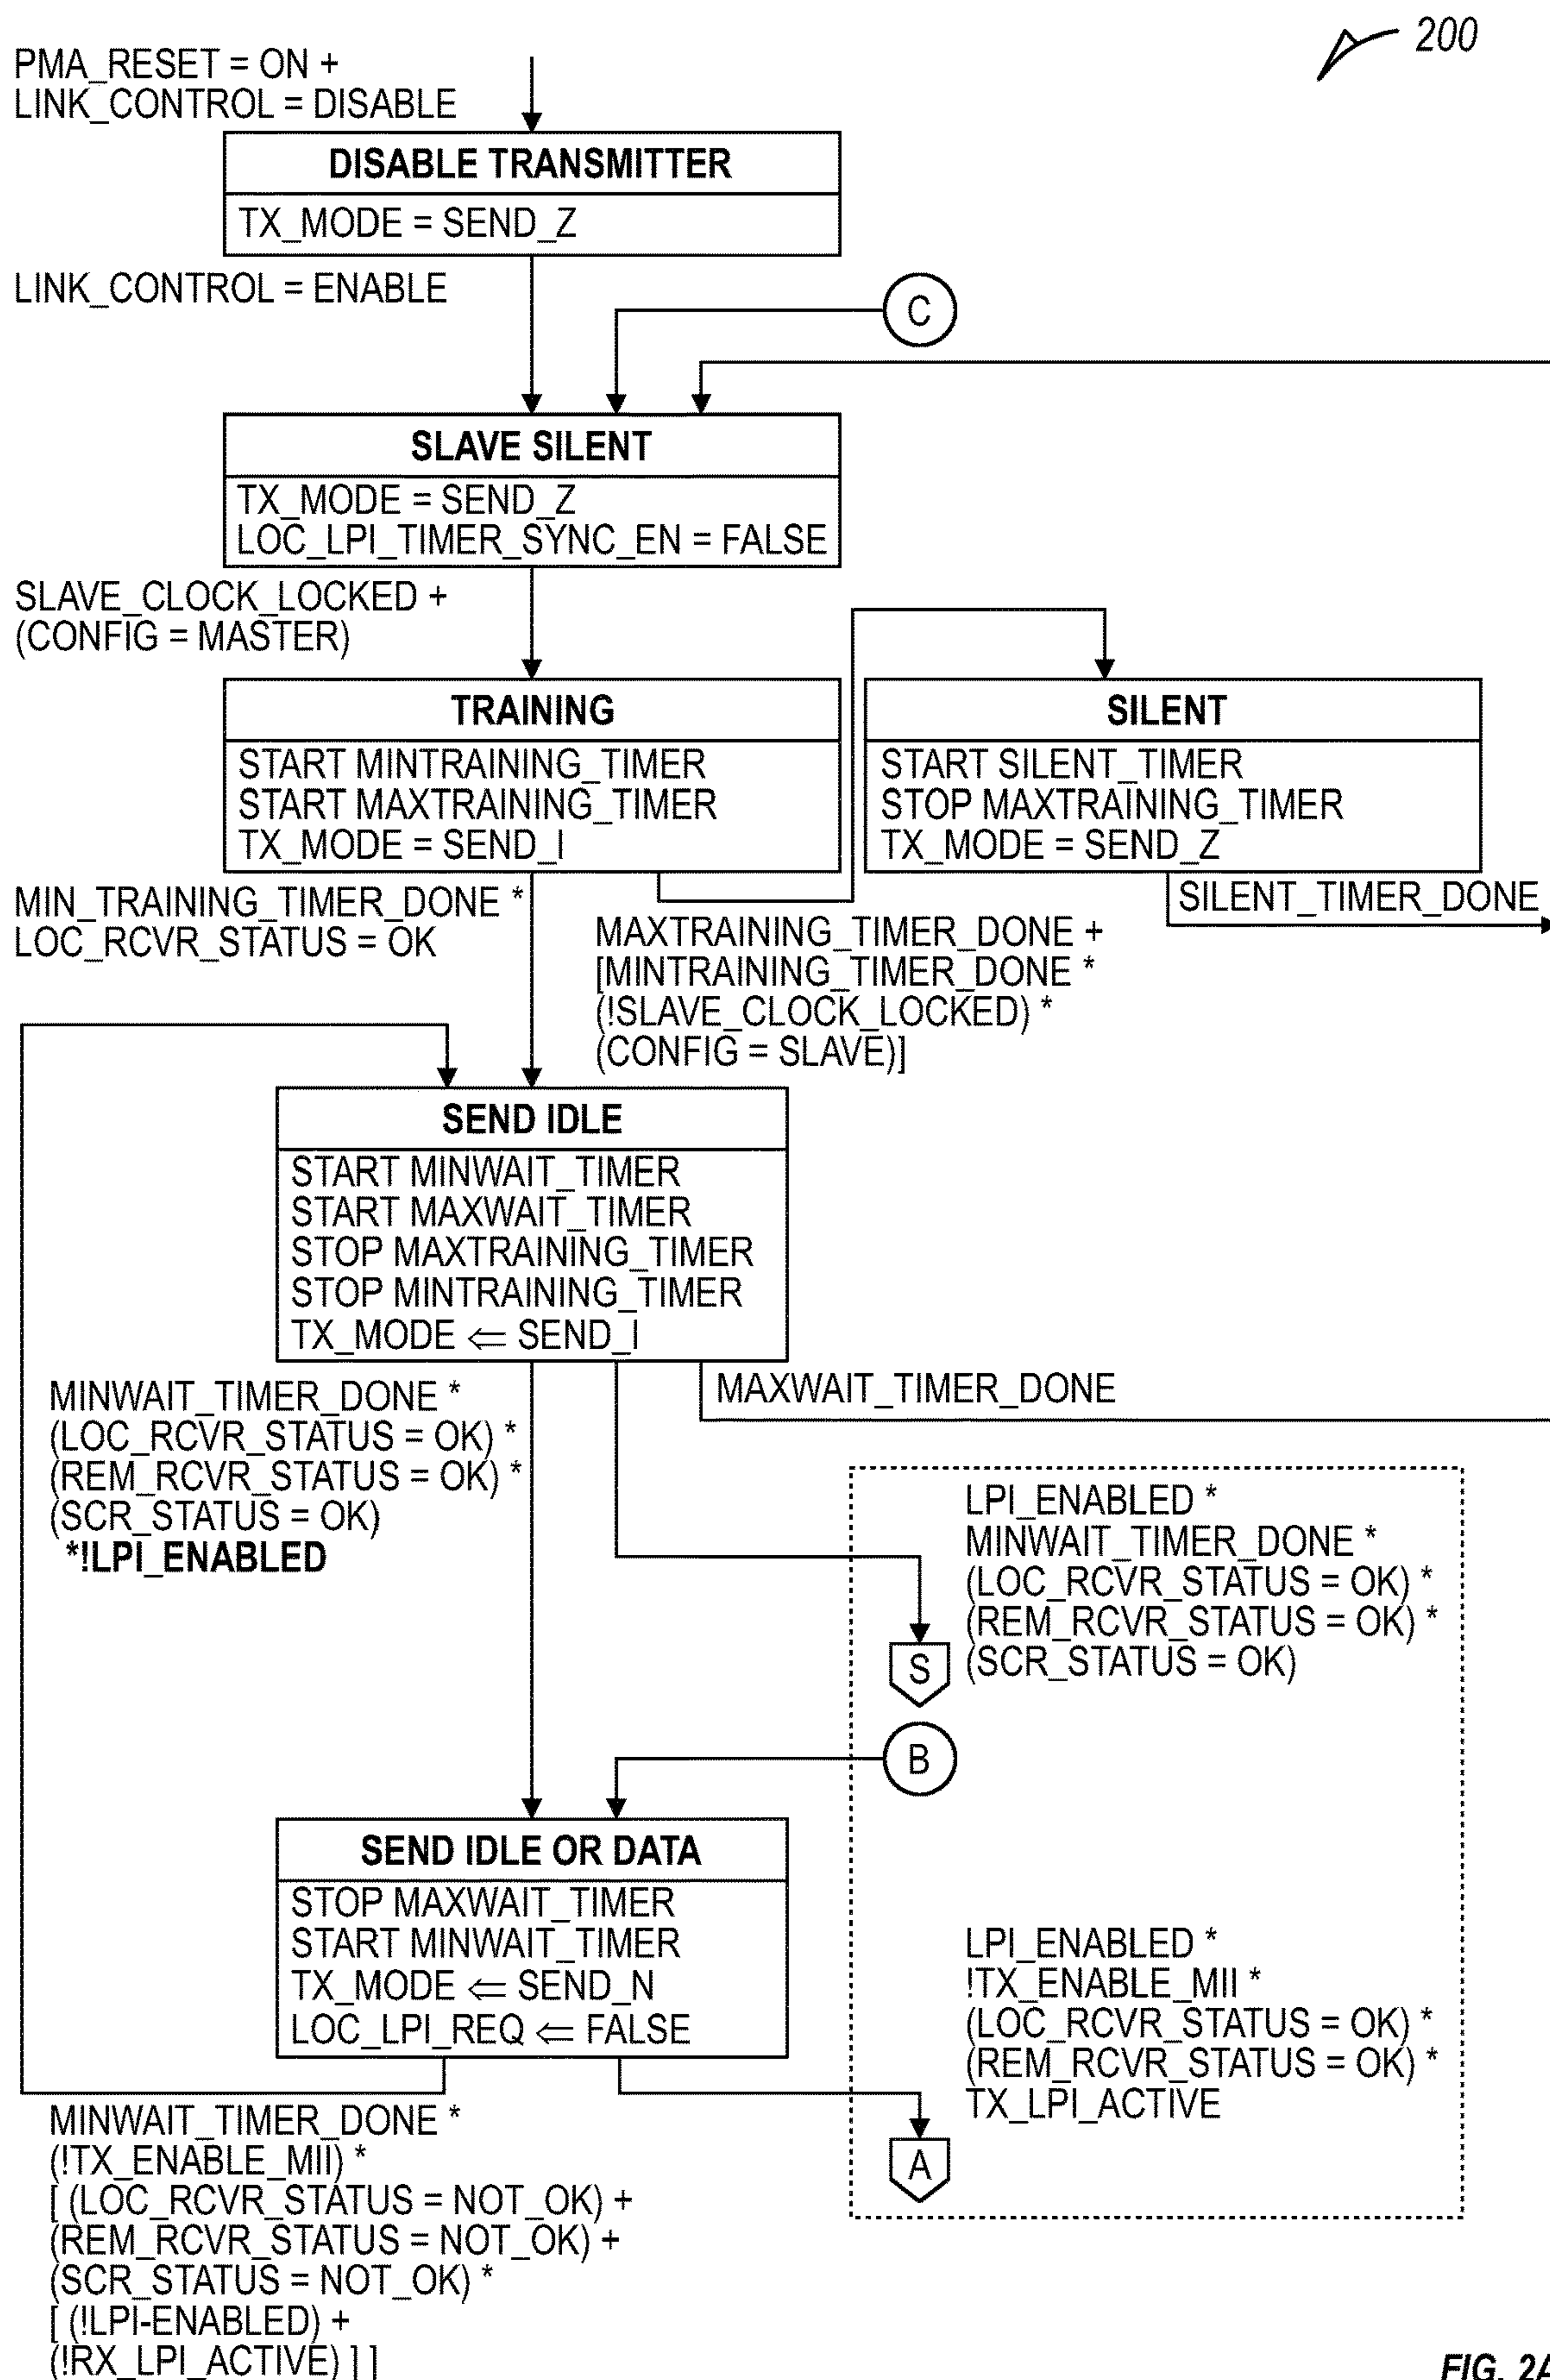 200
PMA_RESET = ON +
LINK_CONTROL = DISABLE
DISABLE TRANSMITTER
TX_MODE = SEND_Z
LINK_CONTROL = ENABLE
C
SLAVE SILENT
TX_MODE = SEND_Z
LOC_LPI_TIMER_SYNC_EN = FALSE
SLAVE_CLOCK_LOCKED +
(CONFIG = MASTER)
TRAINING
START MINTRAINING_TIMER
START MAXTRAINING_TIMER
TX_MODE = SEND_I
SILENT
START SILENT_TIMER
STOP MAXTRAINING_TIMER
TX_MODE = SEND_Z
SILENT_TIMER_DONE
MIN_TRAINING_TIMER_DONE *
LOC_RCVR_STATUS = OK
MAXTRAINING_TIMER_DONE +
[MINTRAINING_TIMER_DONE *
(!SLAVE_CLOCK_LOCKED) *
(CONFIG = SLAVE)]
SEND IDLE
START MINWAIT_TIMER
START MAXWAIT_TIMER
STOP MAXTRAINING_TIMER
STOP MINTRAINING_TIMER
TX_MODE ⇐ SEND_I
MAXWAIT_TIMER_DONE
MINWAIT_TIMER_DONE *
(LOC_RCVR_STATUS = OK) *
(REM_RCVR_STATUS = OK) *
(SCR_STATUS = OK)
*!LPI_ENABLED
LPI_ENABLED *
MINWAIT_TIMER_DONE *
(LOC_RCVR_STATUS = OK) *
(REM_RCVR_STATUS = OK) *
(SCR_STATUS = OK)
S
B
SEND IDLE OR DATA
STOP MAXWAIT_TIMER
START MINWAIT_TIMER
TX_MODE ⇐ SEND_N
LOC_LPI_REQ ⇐ FALSE
LPI_ENABLED *
!TX_ENABLE_MII *
(LOC_RCVR_STATUS = OK) *
(REM_RCVR_STATUS = OK) *
TX_LPI_ACTIVE
A
MINWAIT_TIMER_DONE *
(!TX_ENABLE_MII) *
[ (LOC_RCVR_STATUS = NOT_OK) +
(REM_RCVR_STATUS = NOT_OK) +
(SCR_STATUS = NOT_OK) *
[ (!LPI-ENABLED) +
(!RX_LPI_ACTIVE) ] ]
FIG. 2A